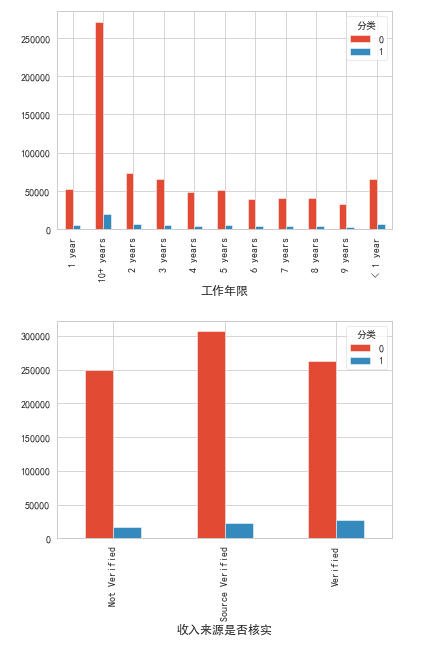 分类
0
1
250000
200000
150000
100000
50000
0
1 year
10+ years
2 years
3 years
4 years
5 years
6 years
7 years
8 years
9 years
< 1 year
工作年限
分类
0
1
300000
250000
200000
150000
100000
50000
0
Not Verified
Source Verified
Verified
收入来源是否核实